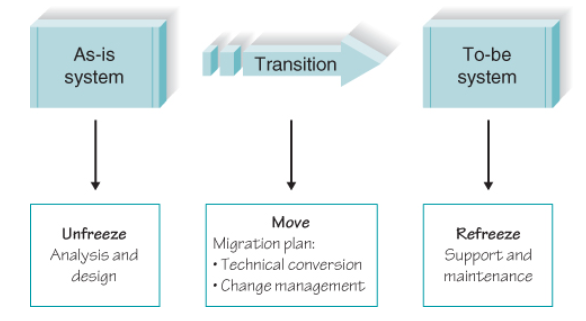 As-is
system
Transition
To-be
system
Unfreeze
Analysis and
design
Move
Migration plan:
• Technical conversion
• Change management
Refreeze
Support and
maintenance